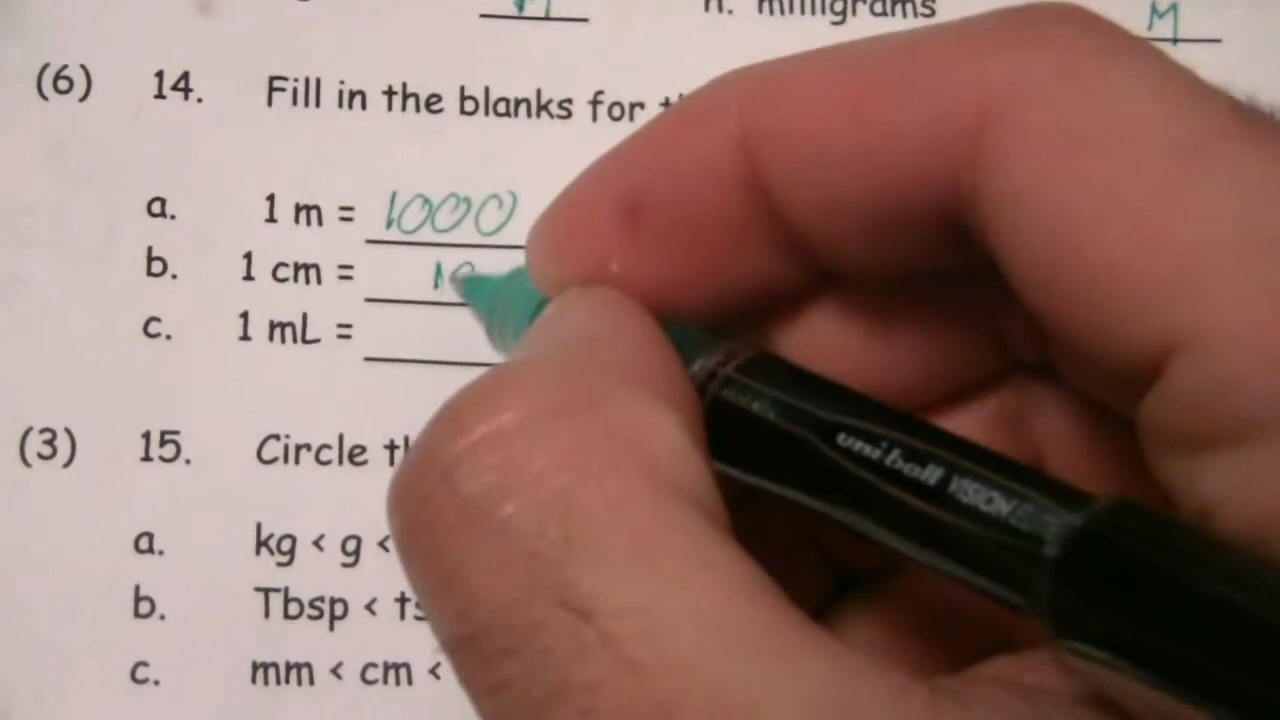 n. milligrams M
(6) 14. Fill in the blanks for
a. 1 m = 1000
b. 1 cm = 10
c. 1 mL =
(3) 15. Circle
a. kg < g <
b. Tbsp <
c. mm < cm <
uni-ball VISION